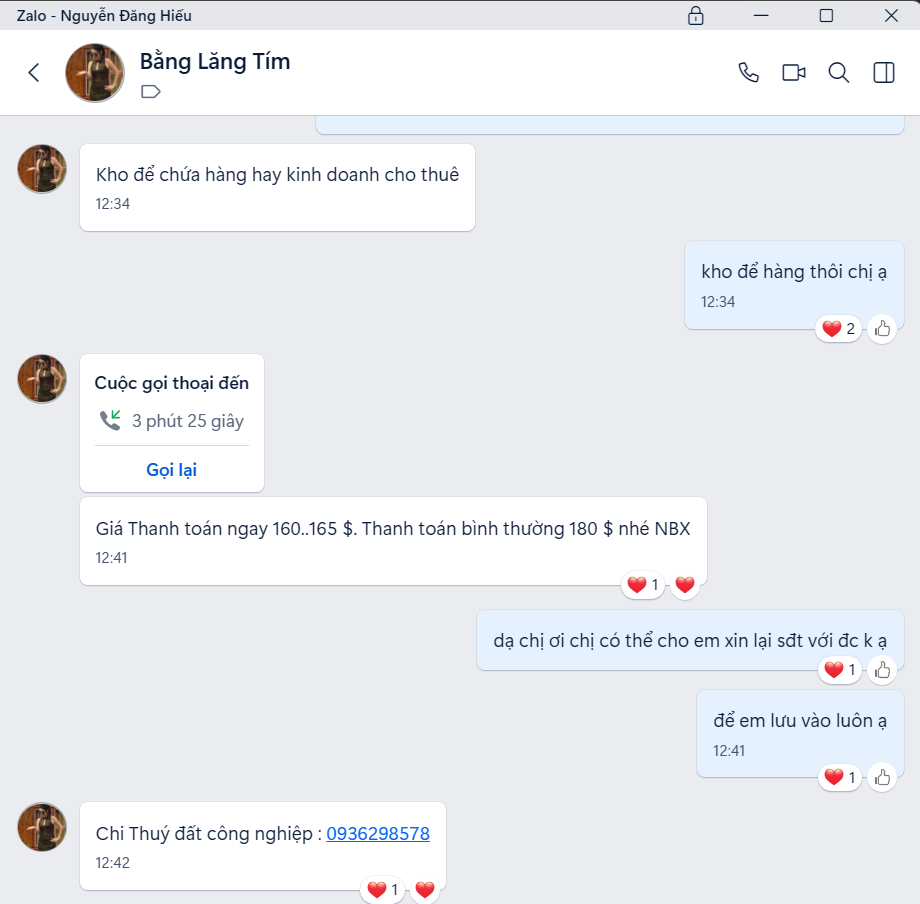 Zalo - Nguyễn Đăng Hiếu
Bằng Lăng Tím
Kho để chứa hàng hay kinh doanh cho thuê
12:34
kho để hàng thôi chị ạ
12:34
2
Cuộc gọi thoại đến
3 phút 25 giây
Gọi lại
Giá Thanh toán ngay 160..165 $. Thanh toán bình thường 180 $ nhé NBX
12:41
1
dạ chị ơi chị có thể cho em xin lại sđt với đc k ạ
1
để em lưu vào luôn ạ
12:41
1
Chi Thuý đất công nghiệp : 0936298578
12:42
1